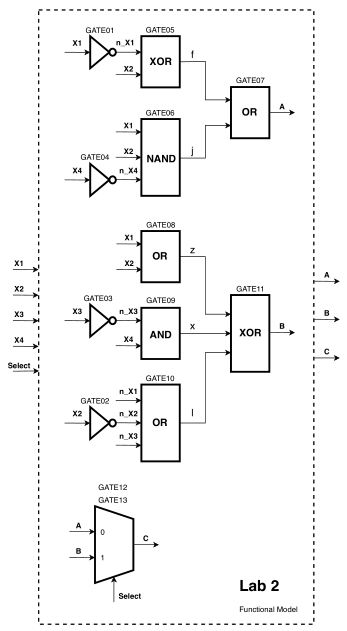 GATE01
GATE05
X1
n_X1
XOR
X2
f
GATE07
OR
A
GATE06
X1
X2
NAND
j
GATE04
X4
n_X4
GATE08
X1
OR
X2
Z
GATE03
GATE09
X3
n_X3
AND
X4
X
GATE11
XOR
B
GATE10
GATE02
n_X1
X2
n_X2
OR
n_X3
l
X1
X2
X3
X4
Select
A
B
C
GATE12
GATE13
A
0
B
1
C
Select
Lab 2
Functional Model